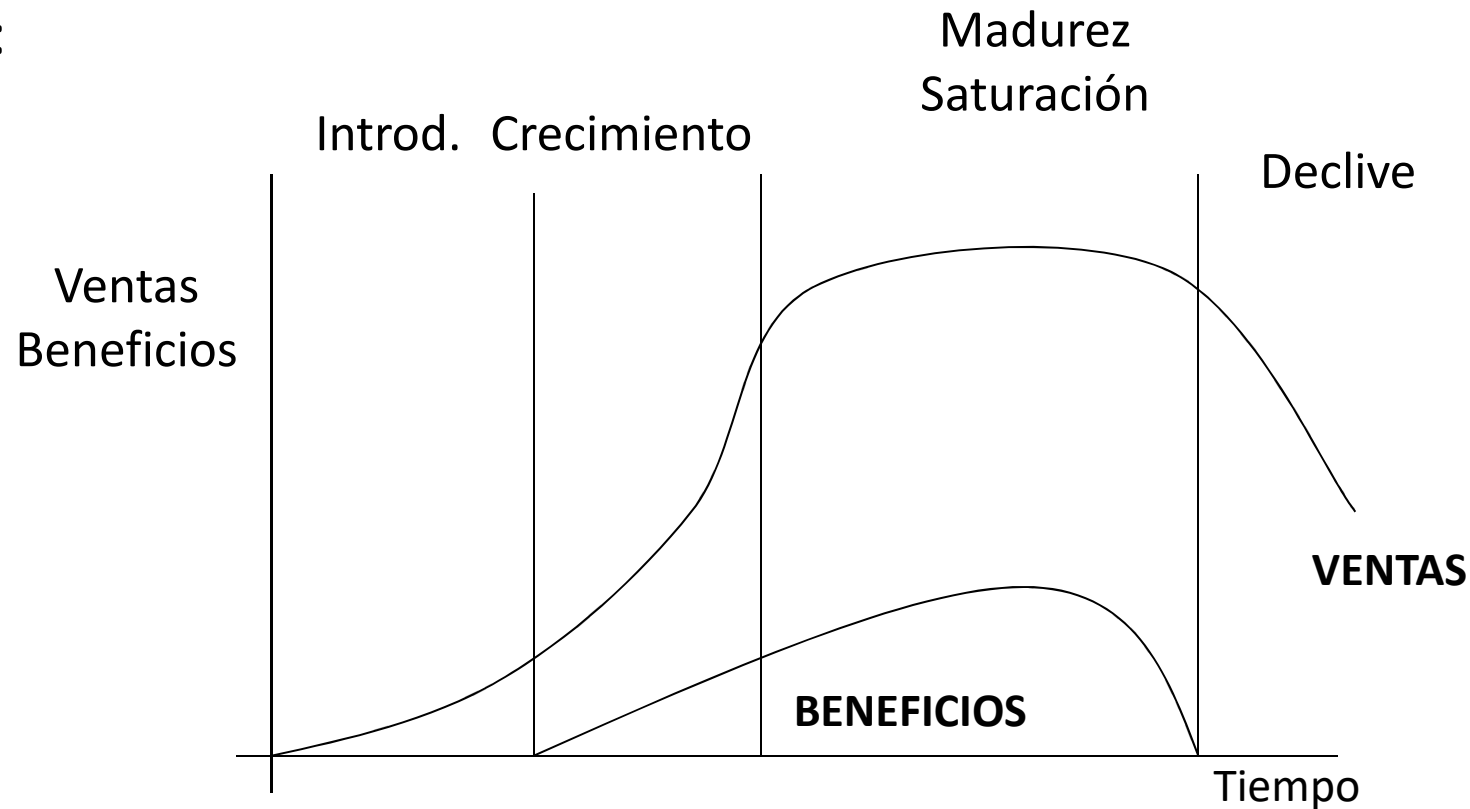 :
Madurez
Saturación
Introd. Crecimiento
Declive
Ventas
Beneficios
VENTAS
BENEFICIOS
Tiempo